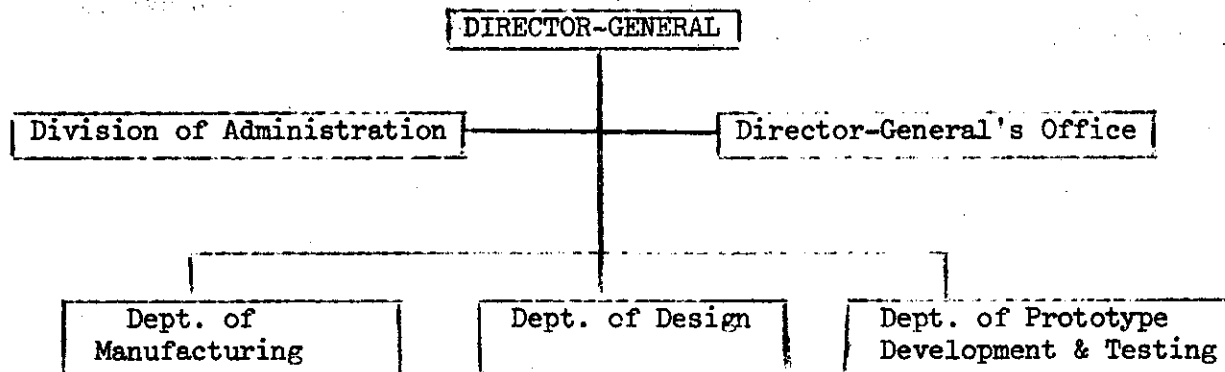 DIRECTOR-GENERAL
Division of Administration
Director-General's Office
Dept. of
Manufacturing
Dept. of Design
Dept. of Prototype
Development & Testing